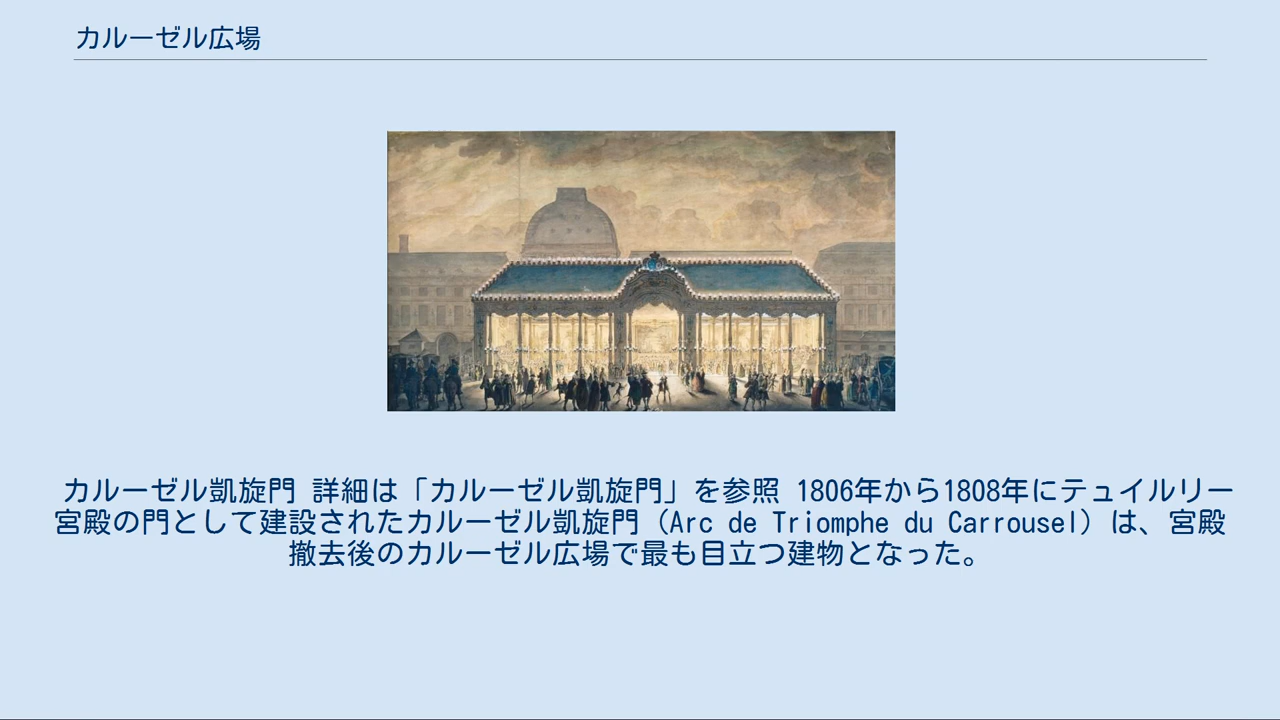 カルーゼル広場
カルーゼル凱旋門 詳細は「カルーゼル凱旋門」を参照 1806年から1808年にテュイルリー
宮殿の門として建設されたカルーゼル凱旋門（Arc de Triomphe du Carrousel）は、宮殿
撤去後のカルーゼル広場で最も目立つ建物となった。